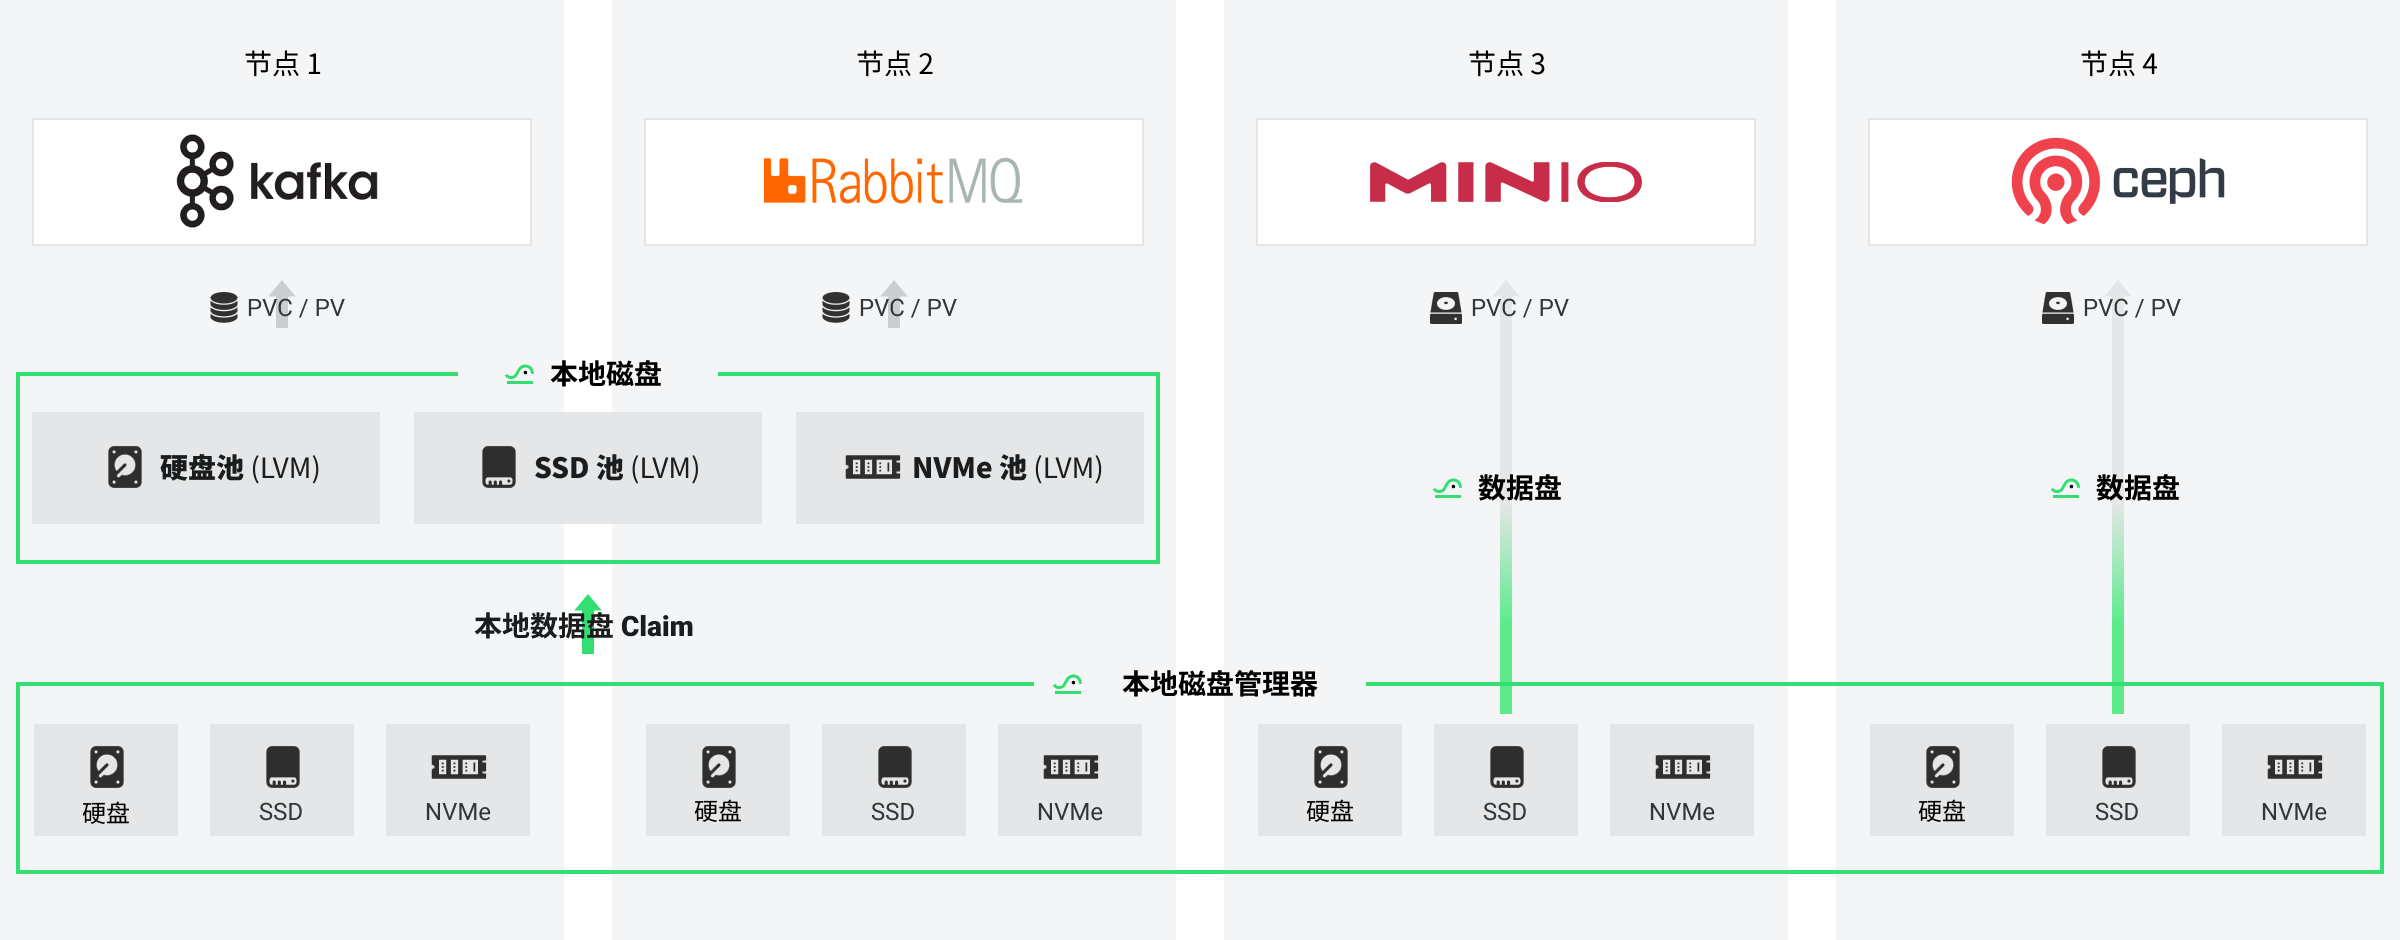 节点 1
节点 2
节点 3
节点 4
kafka
RabbitMQ
MINIO
ceph
PVC / PV
PVC / PV
PVC / PV
PVC / PV
本地磁盘
硬盘池 (LVM)
SSD 池 (LVM)
NVMe 池 (LVM)
数据盘
数据盘
本地数据盘 Claim
本地磁盘管理器
硬盘
SSD
NVMe
硬盘
SSD
NVMe
硬盘
SSD
NVMe
硬盘
SSD
NVMe